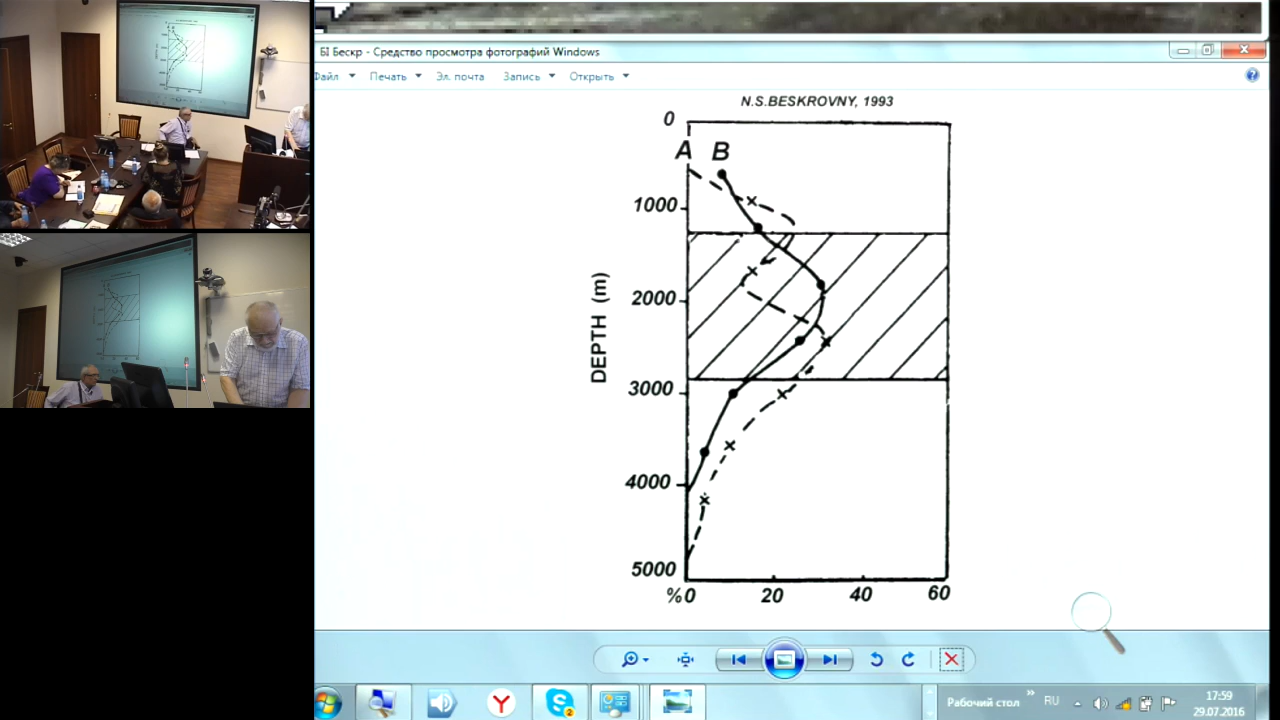 БІ Бескр - Средство просмотра фотографий Windows
Файл Печать Эл. почта Запись Открыть
N.S.BESKROVNY, 1993
0
A B
1000
2000
DEPTH (m)
3000
4000
5000
%0 20 40 60
Рабочий стол » RU 17:59
29.07.2016